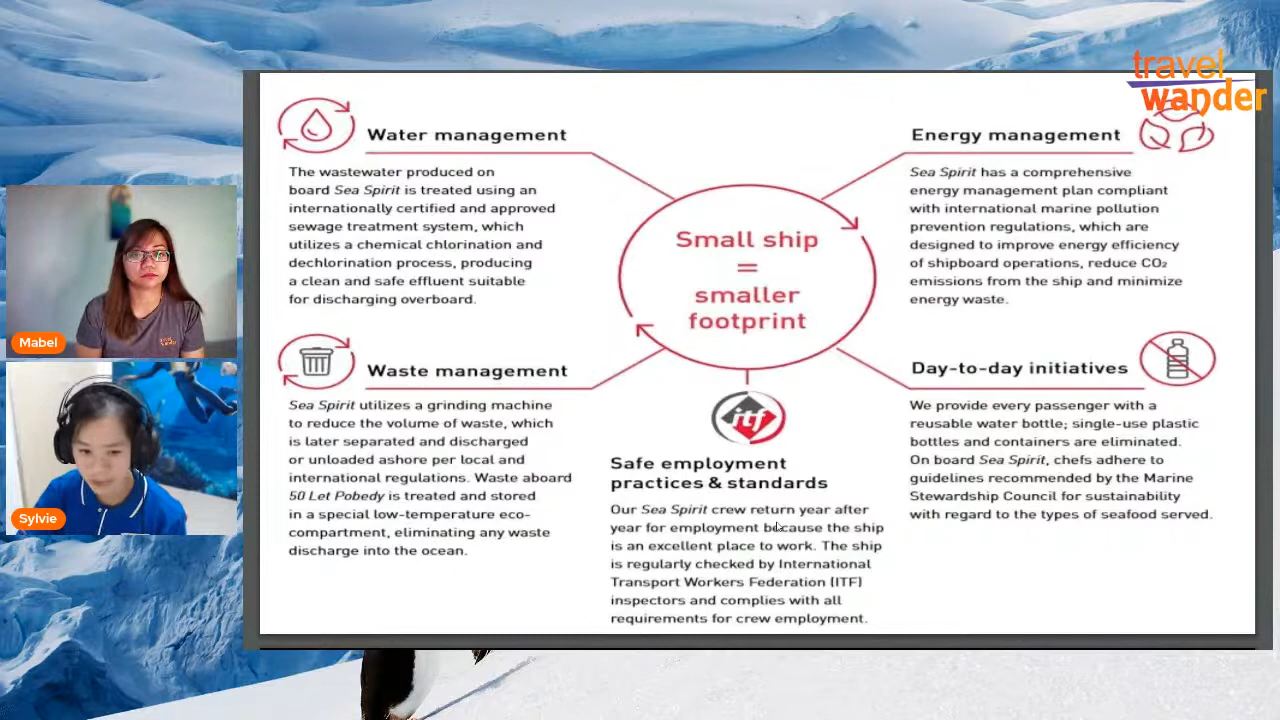 travel
wander
Water management
The wastewater produced on
board Sea Spirit is treated using an
internationally certified and approved
sewage treatment system, which
utilizes a chemical chlorination and
dechlorination process, producing
a clean and safe effluent suitable
for discharging overboard.
Energy management
Sea Spirit has a comprehensive
energy management plan compliant
with international marine pollution
prevention regulations, which are
designed to improve energy efficiency
of shipboard operations, reduce CO₂
emissions from the ship and minimize
energy waste.
Small ship
=
smaller
footprint
Mabel
Waste management
Sea Spirit utilizes a grinding machine
to reduce the volume of waste, which
is later separated and discharged
or unloaded ashore per local and
international regulations. Waste aboard
50 Let Pobedy is treated and stored
in a special low-temperature eco-
compartment, eliminating any waste
discharge into the ocean.
itf
Safe employment
practices & standards
Our Sea Spirit crew return year after
year for employment because the ship
is an excellent place to work. The ship
is regularly checked by International
Transport Workers Federation (ITF)
inspectors and complies with all
requirements for crew employment.
Day-to-day initiatives
We provide every passenger with a
reusable water bottle; single-use plastic
bottles and containers are eliminated.
On board Sea Spirit, chefs adhere to
guidelines recommended by the Marine
Stewardship Council for sustainability
with regard to the types of seafood served.
Sylvie